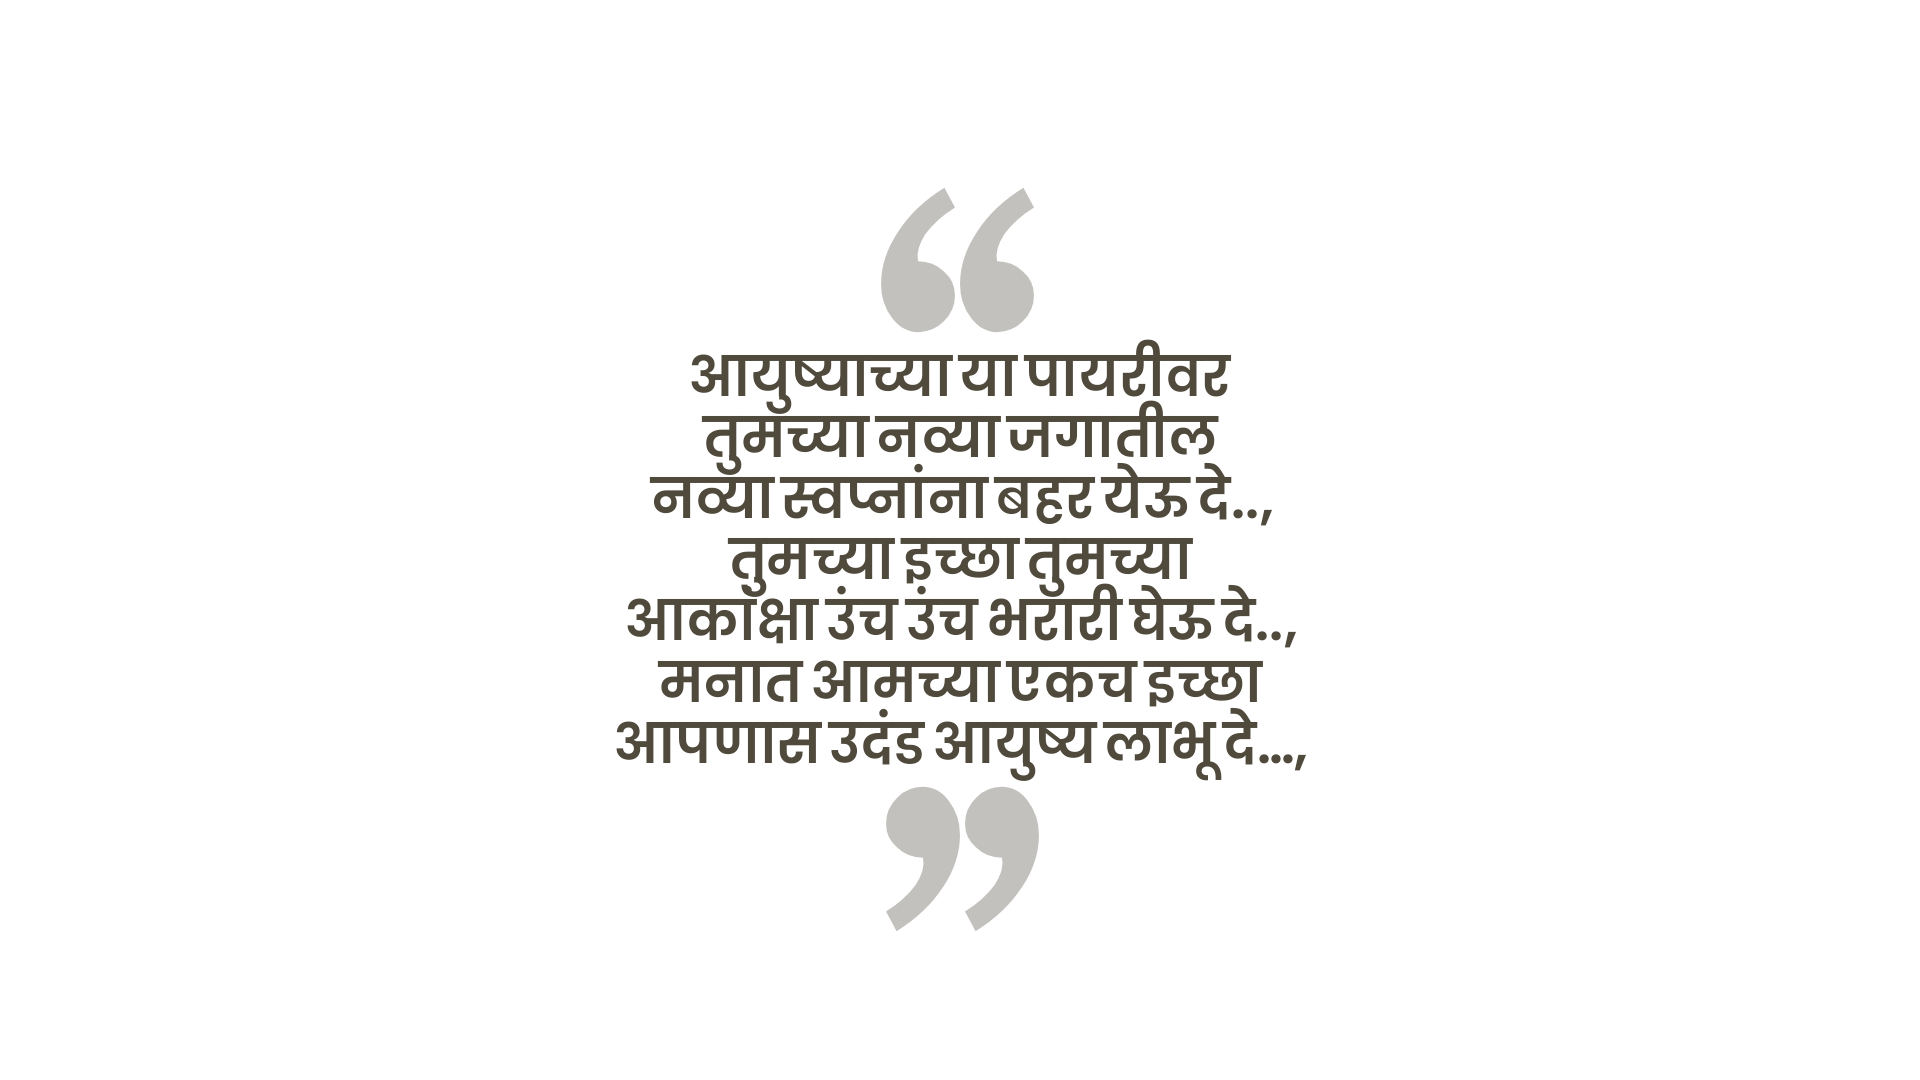 आयुष्याच्या या पायरीवर
तुमच्या नव्या जगातील
नव्या स्वप्नांना बहर येऊ दे..,
तुमच्या इच्छा तुमच्या
आकांक्षा उंच उंच भरारी घेऊ दे..,
मनात आमच्या एकच इच्छा
आपणास उदंड आयुष्य लाभू दे...,